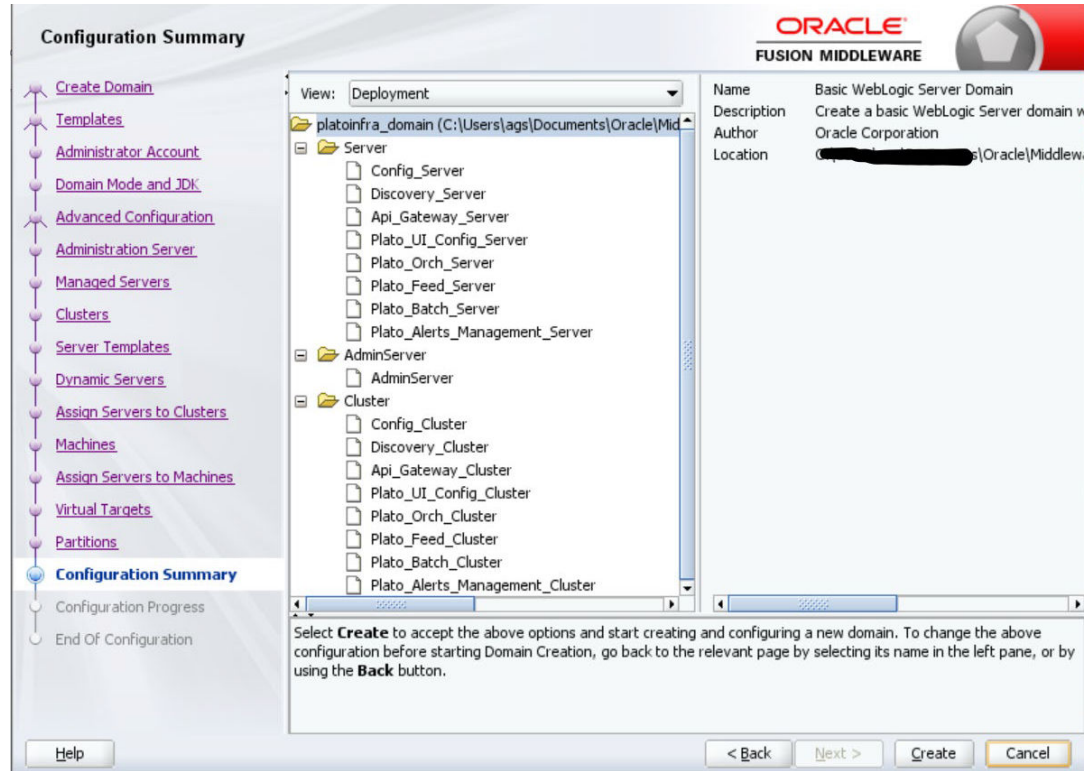 Configuration Summary
ORACLE
FUSION MIDDLEWARE
Create Domain
Templates
Administrator Account
Domain Mode and JDK
Advanced Configuration
Administration Server
Managed Servers
Clusters
Server Templates
Dynamic Servers
Assign Servers to Clusters
Machines
Assign Servers to Machines
Virtual Targets
Partitions
Configuration Summary
Configuration Progress
End Of Configuration
View: Deployment
platoinfra_domain (C:\Users\ags\Documents\Oracle\Mid
Server
Config_Server
Discovery_Server
Api_Gateway_Server
Plato_UI_Config_Server
Plato_Orch_Server
Plato_Feed_Server
Plato_Batch_Server
Plato_Alerts_Management_Server
AdminServer
AdminServer
Cluster
Config_Cluster
Discovery_Cluster
Api_Gateway_Cluster
Plato_UI_Config_Cluster
Plato_Orch_Cluster
Plato_Feed_Cluster
Plato_Batch_Cluster
Plato_Alerts_Management_Cluster
Name Basic WebLogic Server Domain
Description Create a basic WebLogic Server domain w
Author Oracle Corporation
Location s\Oracle\Middlewa
Select Create to accept the above options and start creating and configuring a new domain. To change the above
configuration before starting Domain Creation, go back to the relevant page by selecting its name in the left pane, or by
using the Back button.
Help
< Back Next > Create Cancel